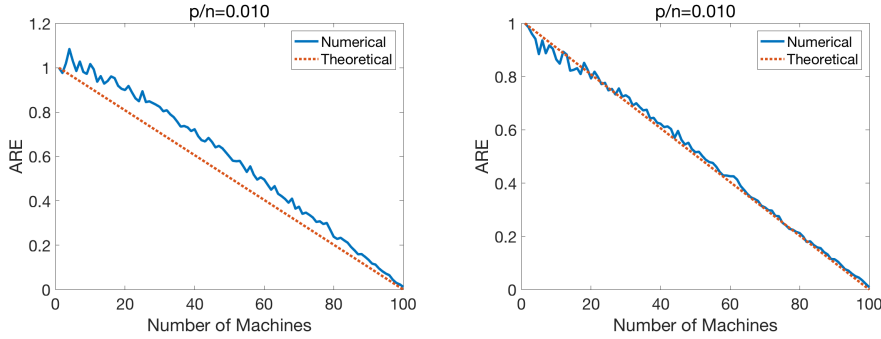 p/n=0.010
1.2
1
0.8
0.6
0.4
0.2
0
ARE
Numerical
Theoretical
0 20 40 60 80 100
Number of Machines
p/n=0.010
1
0.8
0.6
0.4
0.2
0
ARE
Numerical
Theoretical
0 20 40 60 80 100
Number of Machines